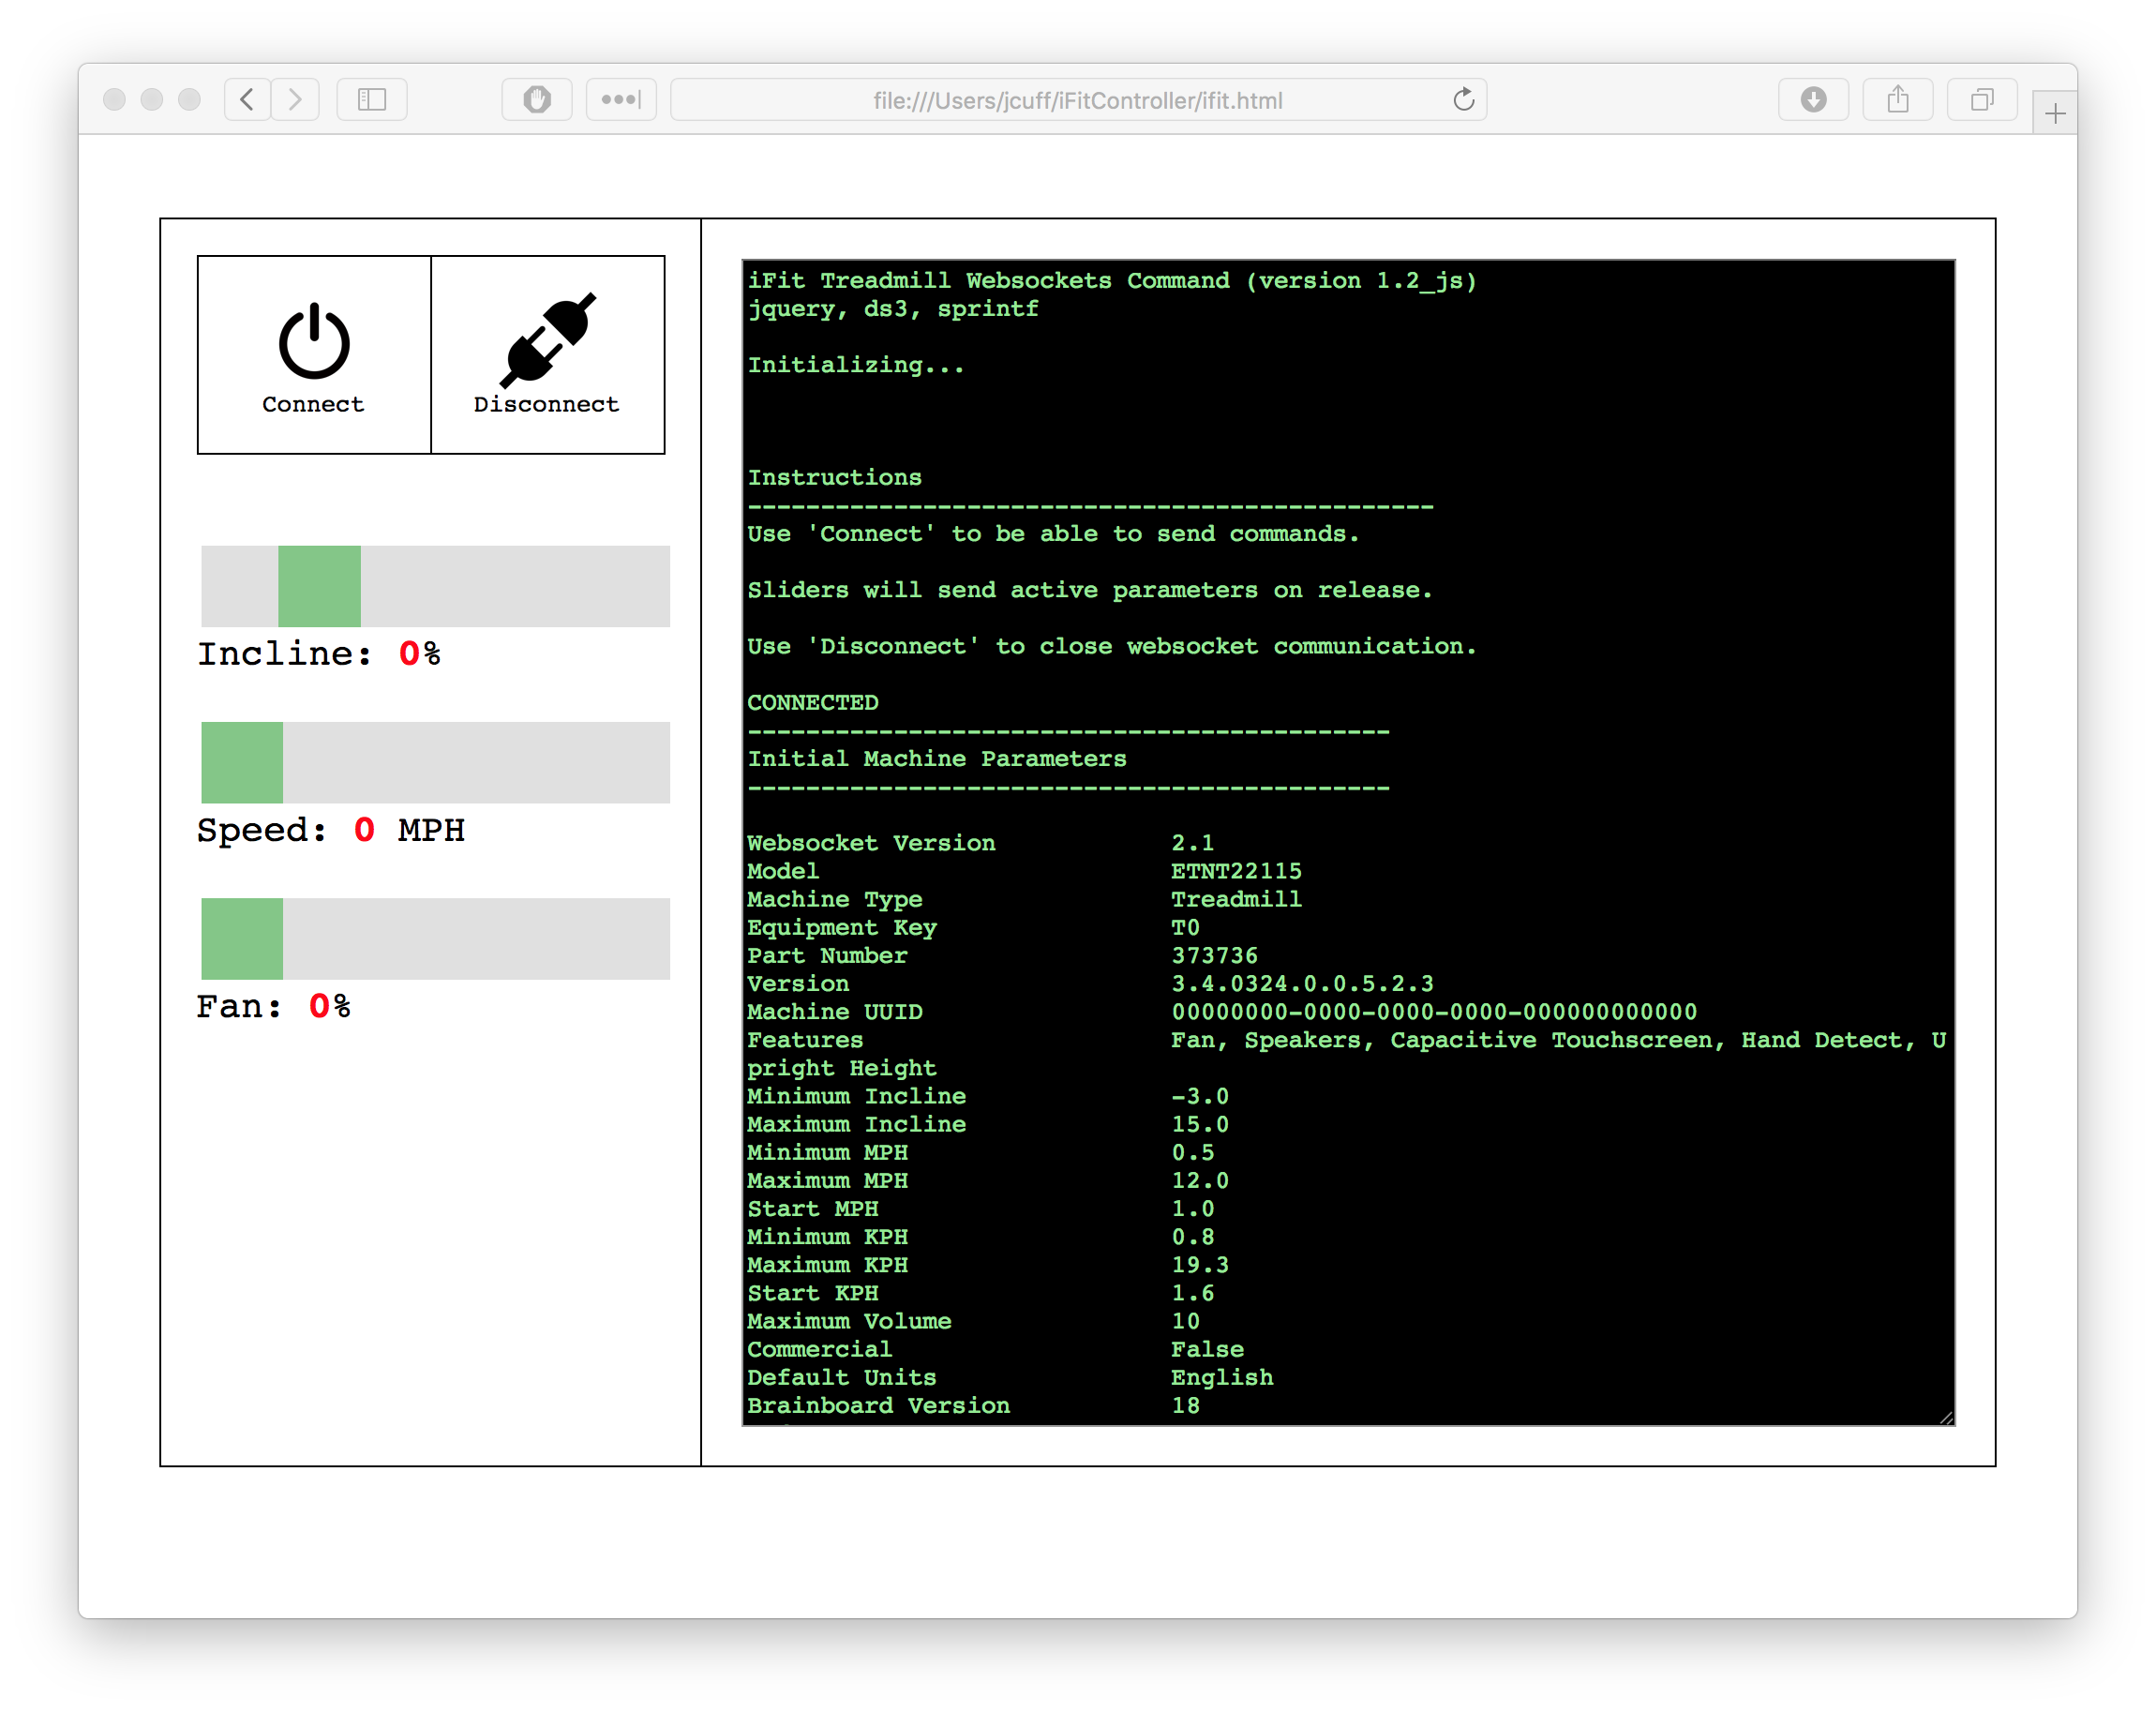 file:///Users/jcuff/iFitController/ifit.html
Connect
Disconnect
Incline: 0%
Speed: 0 MPH
Fan: 0%
iFit Treadmill Websockets Command (version 1.2_js)
jquery, ds3, sprintf
Initializing...
Instructions
-----------------------------------------------
Use 'Connect' to be able to send commands.
Sliders will send active parameters on release.
Use 'Disconnect' to close websocket communication.
CONNECTED
--------------------------------------------
Initial Machine Parameters
--------------------------------------------
Websocket Version 2.1
Model ETNT22115
Machine Type Treadmill
Equipment Key T0
Part Number 373736
Version 3.4.0324.0.0.5.2.3
Machine UUID 00000000-0000-0000-0000-000000000000
Features Fan, Speakers, Capacitive Touchscreen, Hand Detect, U
pright Height
Minimum Incline -3.0
Maximum Incline 15.0
Minimum MPH 0.5
Maximum MPH 12.0
Start MPH 1.0
Minimum KPH 0.8
Maximum KPH 19.3
Start KPH 1.6
Maximum Volume 10
Commercial False
Default Units English
Brainboard Version 18